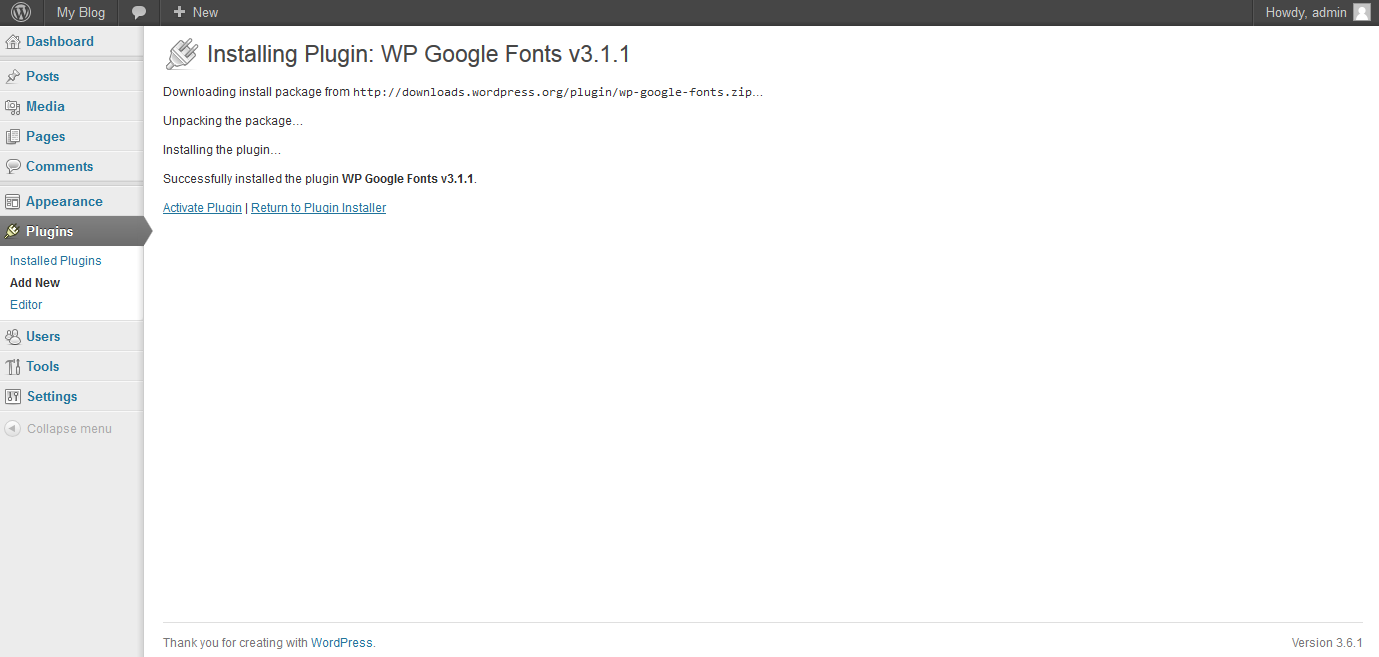 My Blog
New
Howdy, admin
Dashboard
Posts
Media
Pages
Comments
Appearance
Plugins
Installed Plugins
Add New
Editor
Users
Tools
Settings
Collapse menu
Installing Plugin: WP Google Fonts v3.1.1
Downloading install package from http://downloads.wordpress.org/plugin/wp-google-fonts.zip…
Unpacking the package…
Installing the plugin…
Successfully installed the plugin WP Google Fonts v3.1.1.
Activate Plugin | Return to Plugin Installer
Thank you for creating with WordPress.
Version 3.6.1